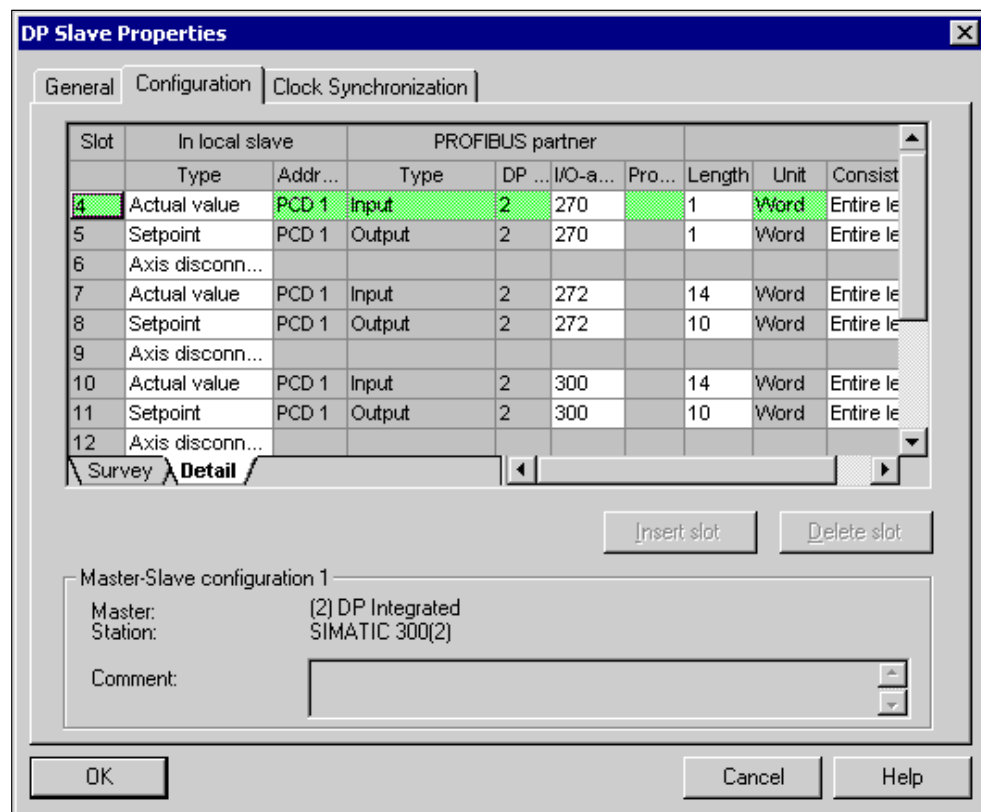 DP Slave Properties
General Configuration Clock Synchronization
Slot In local slave PROFIBUS partner
Type Addr... Type DP ... I/O-a... Pro... Length Unit Consist
4 Actual value PCD 1 Input 2 270 1 Word Entire le
5 Setpoint PCD 1 Output 2 270 1 Word Entire le
6 Axis disconn...
7 Actual value PCD 1 Input 2 272 14 Word Entire le
8 Setpoint PCD 1 Output 2 272 10 Word Entire le
9 Axis disconn...
10 Actual value PCD 1 Input 2 300 14 Word Entire le
11 Setpoint PCD 1 Output 2 300 10 Word Entire le
12 Axis disconn...
Survey Detail
Insert slot Delete slot
Master-Slave configuration 1
Master: (2) DP Integrated
Station: SIMATIC 300(2)
Comment:
OK Cancel Help